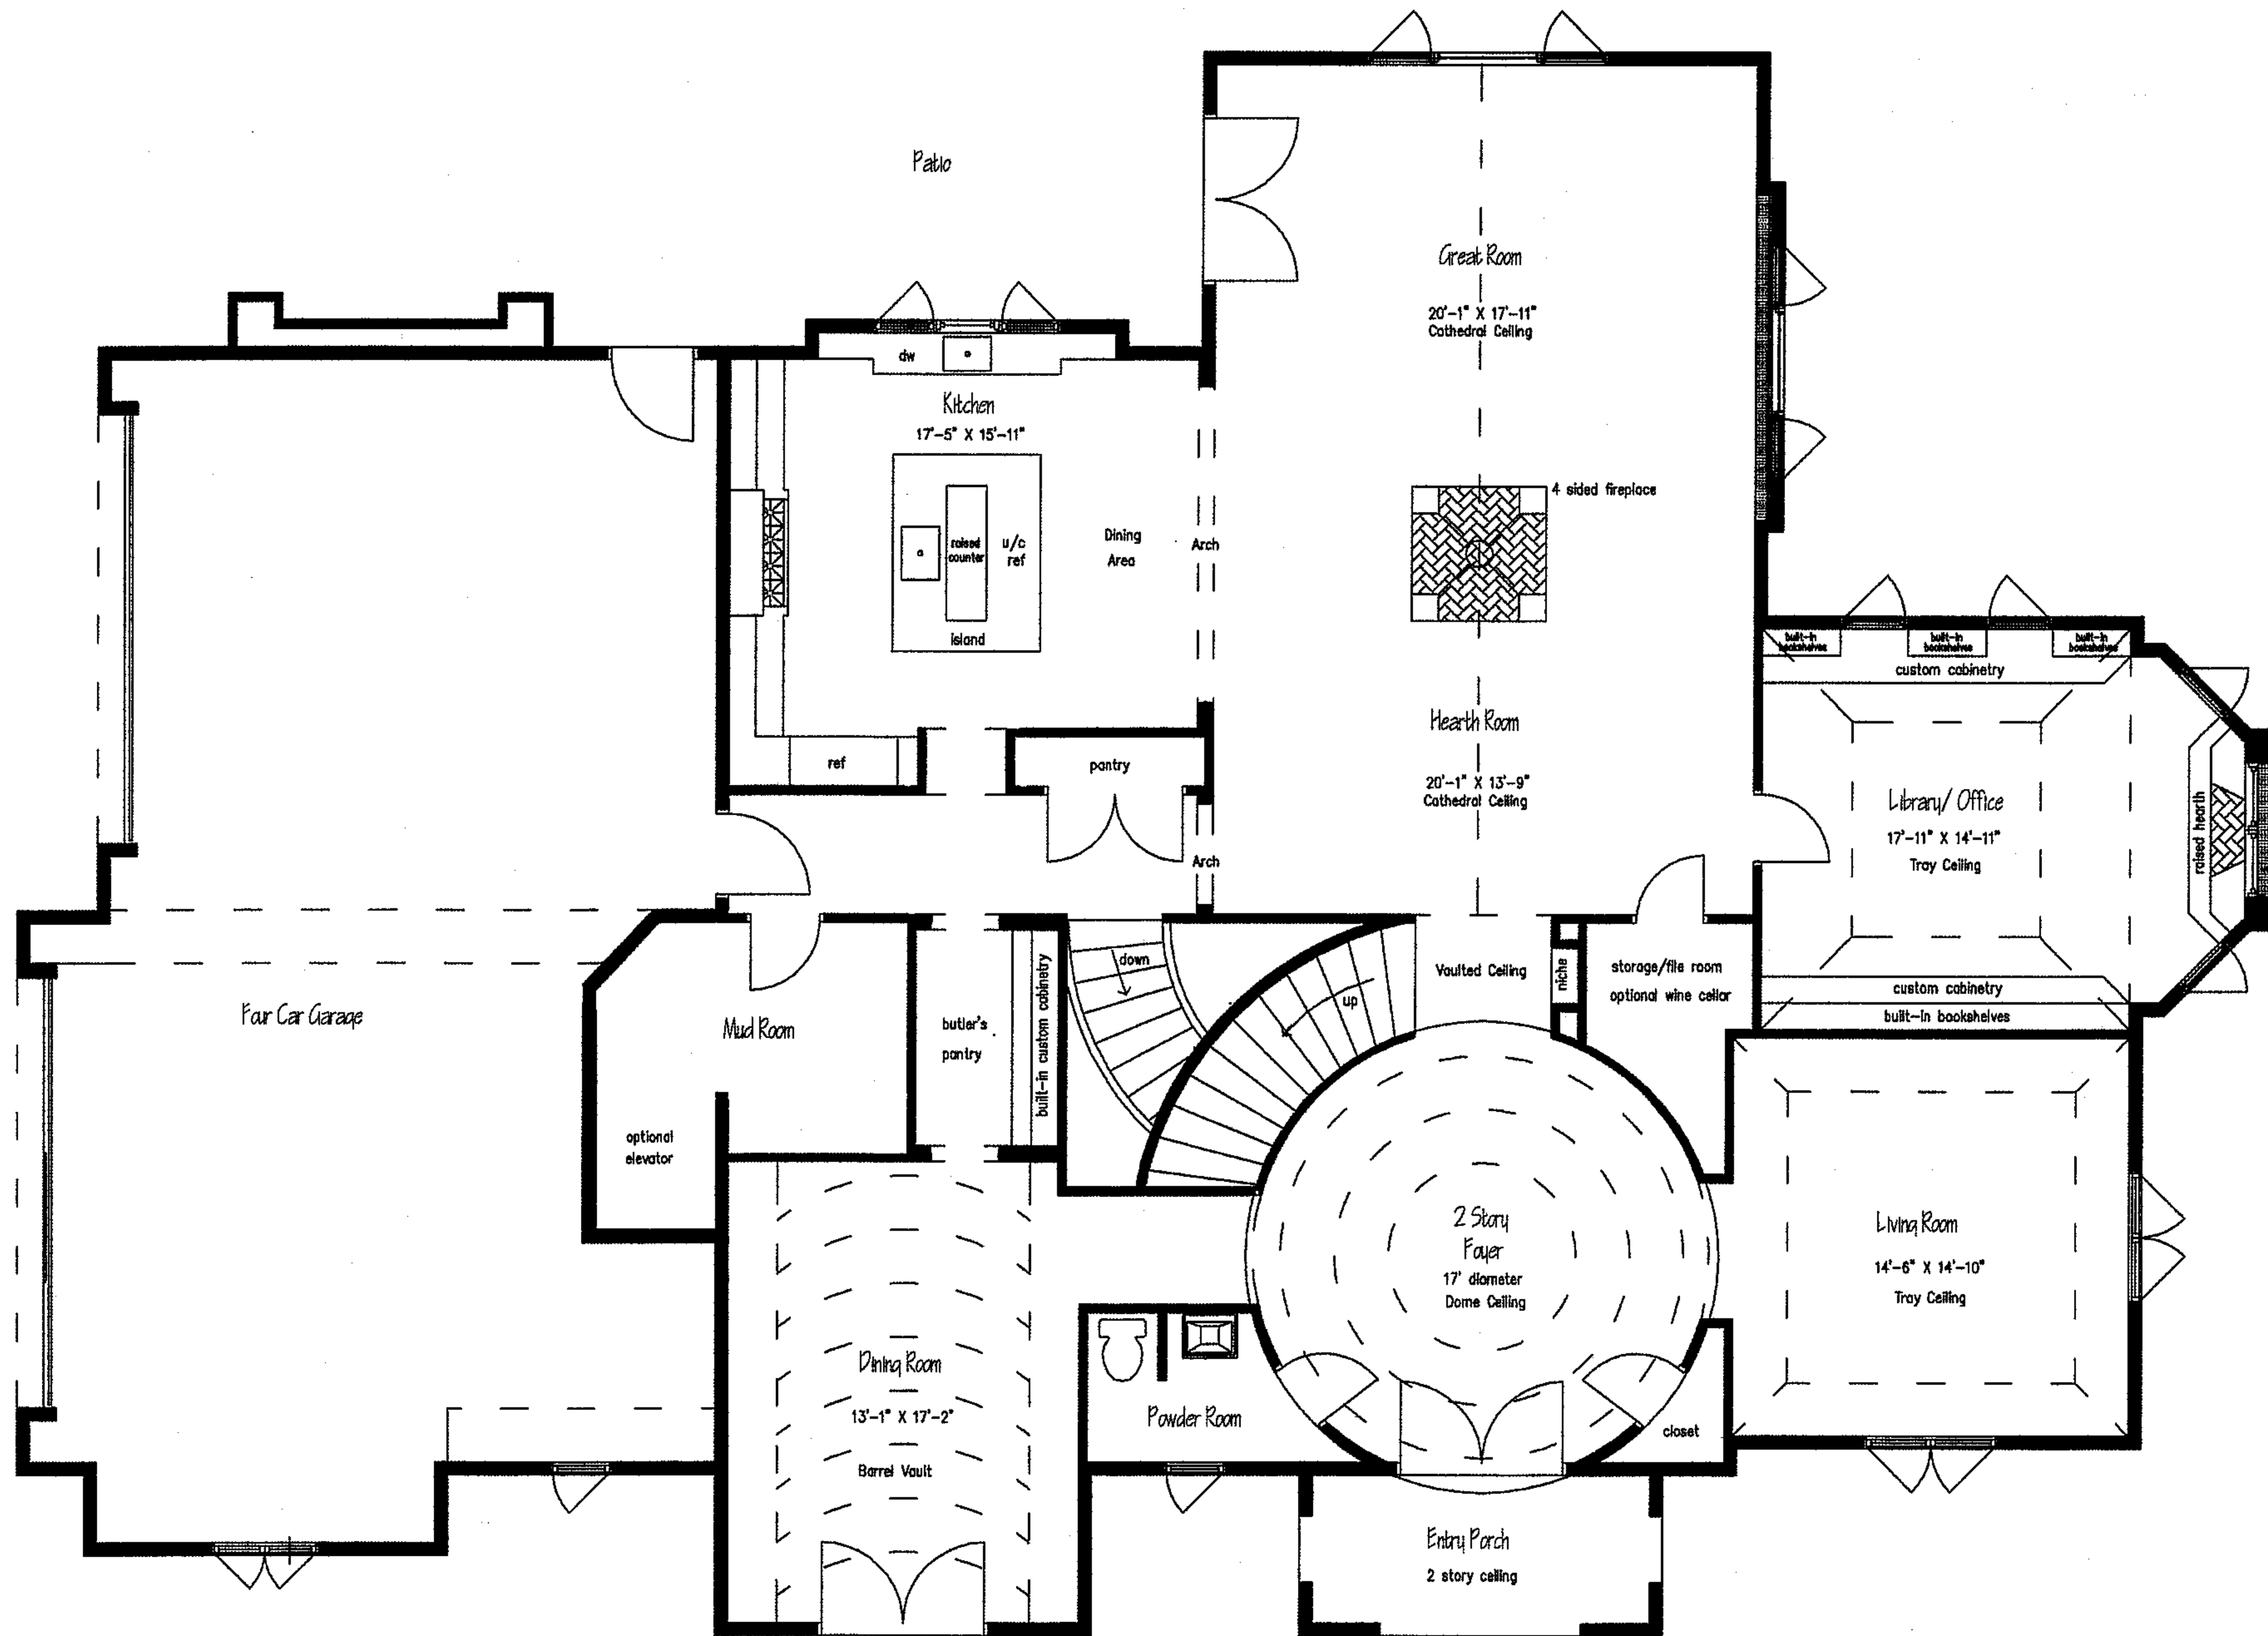 Patio
Great Room
20'-1" X 17'-11"
Cathedral Ceiling
dw
Kitchen
17'-5" X 15'-11"
raised
counter
u/c
ref
island
Dining
Area
Arch
4 sided fireplace
built-in
bookshelves
built-in
bookshelves
built-in
bookshelves
custom cabinetry
Hearth Room
20'-1" X 13'-9"
Cathedral Ceiling
ref
pantry
Arch
Library/ Office
17'-11" X 14'-11"
Tray Ceiling
raised hearth
custom cabinetry
built-in bookshelves
Four Car Garage
Mud Room
butler's
pantry
built-in custom cabinetry
down
up
Vaulted Ceiling
niche
storage/file room
optional wine cellar
optional
elevator
2 Story
Foyer
17' diameter
Dome Ceiling
Living Room
14'-6" X 14'-10"
Tray Ceiling
Dining Room
13'-1" X 17'-2"
Barrel Vault
Powder Room
closet
Entry Porch
2 story ceiling